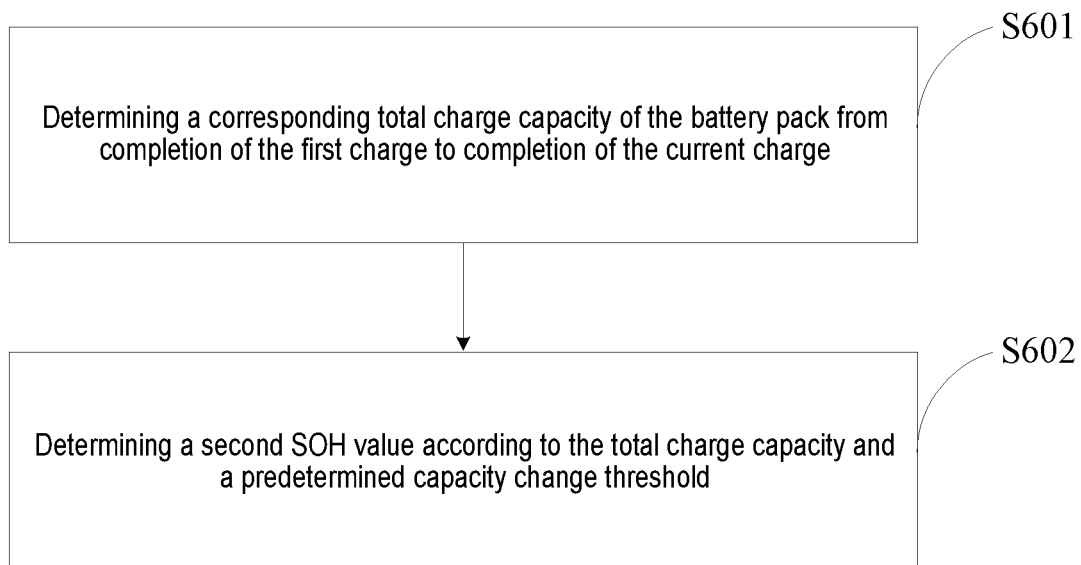 S601
Determining a corresponding total charge capacity of the battery pack from
completion of the first charge to completion of the current charge
S602
Determining a second SOH value according to the total charge capacity and
a predetermined capacity change threshold